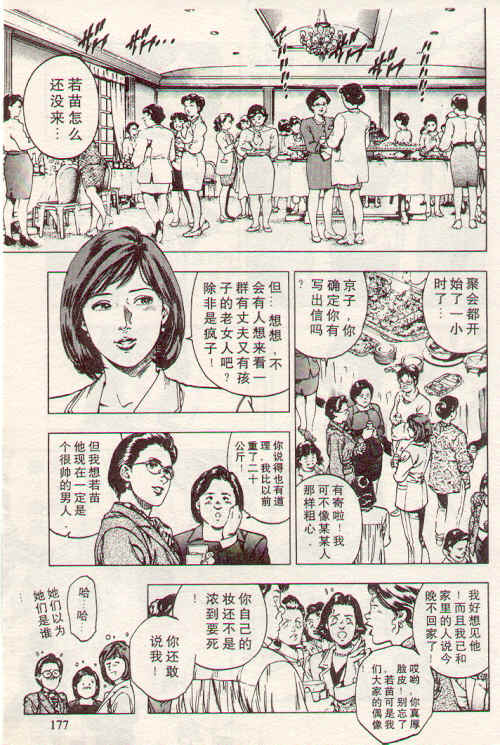 若苗怎么
还没来…
聚会都开
始了一小
时了…
京子，你
确定你有
写出信吗
？
但…想想，不
会有人想来看一
群有丈夫又有孩
子的老女人吧？
除非是疯子！
有寄啦！我
可不像某某人
那样粗心．
你说得也有道
理，我比以前
重了二十
公斤！
但我想若苗
他现在一定是
个很帅的男人
我好想见他
！而且我已和
家里的人说今
晚不回家了！
哎哟，你真厚
脸皮！别忘了
，若苗可是我
们大家的偶像
你自己的
妆还不是
浓到要死
你还敢
说我！
哈
哈…
她们以为
她们是谁
177